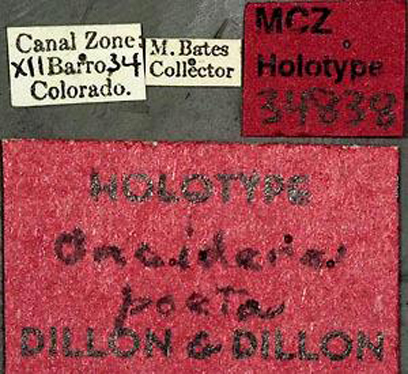 Canal Zone:
XII Barro 34
Colorado.
M. Bates
Collector
MCZ
Holotype
34838
HOLOTYPE
Oncideres
poeta
DILLON & DILLON